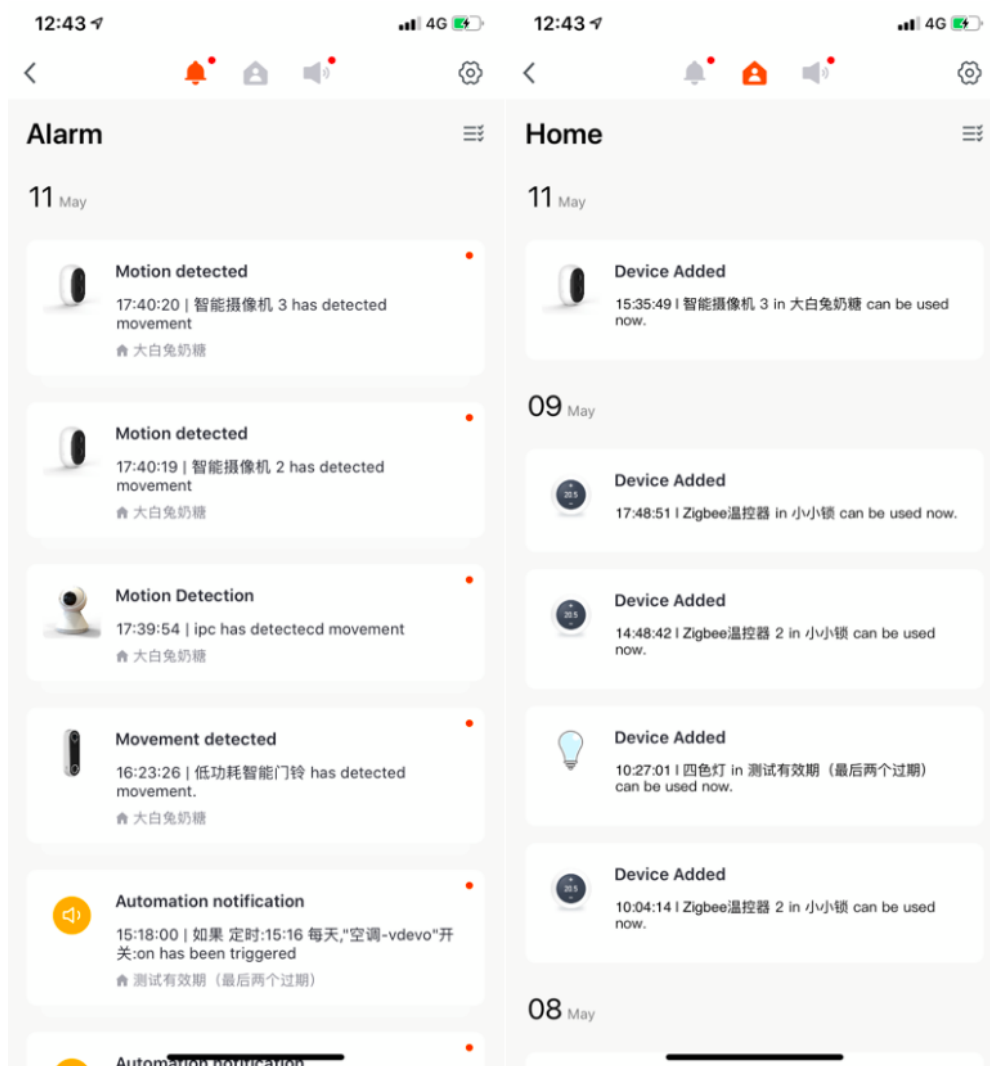 12:43
4G
Alarm
11 May
Motion detected
17:40:20 | 智能摄像机 3 has detected
movement
大白兔奶糖
Motion detected
17:40:19 | 智能摄像机 2 has detected
movement
大白兔奶糖
Motion Detection
17:39:54 | ipc has detectecd movement
大白兔奶糖
Movement detected
16:23:26 | 低功耗智能门铃 has detected
movement.
大白兔奶糖
Automation notification
15:18:00 | 如果 定时:15:16 每天,"空调-vdevo"开
关:on has been triggered
测试有效期（最后两个过期）
Automation notification
12:43
4G
Home
11 May
Device Added
15:35:49 | 智能摄像机 3 in 大白兔奶糖 can be used
now.
09 May
20.5
Device Added
17:48:51 | Zigbee温控器 in 小小锁 can be used now.
20.5
Device Added
14:48:42 | Zigbee温控器 2 in 小小锁 can be used
now.
Device Added
10:27:01 | 四色灯 in 测试有效期（最后两个过期）
can be used now.
20.5
Device Added
10:04:14 | Zigbee温控器 2 in 小小锁 can be used
now.
08 May